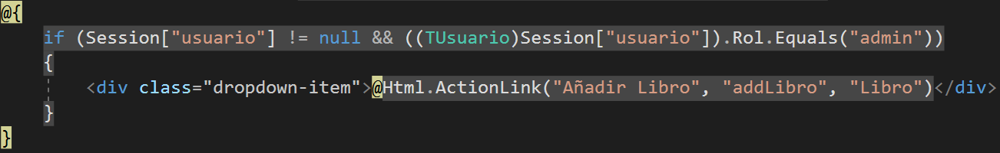 @{
if (Session["usuario"] != null && ((TUsuario)Session["usuario"]).Rol.Equals("admin"))
{
<div class="dropdown-item">@Html.ActionLink("Añadir Libro", "addLibro", "Libro")</div>
}
}